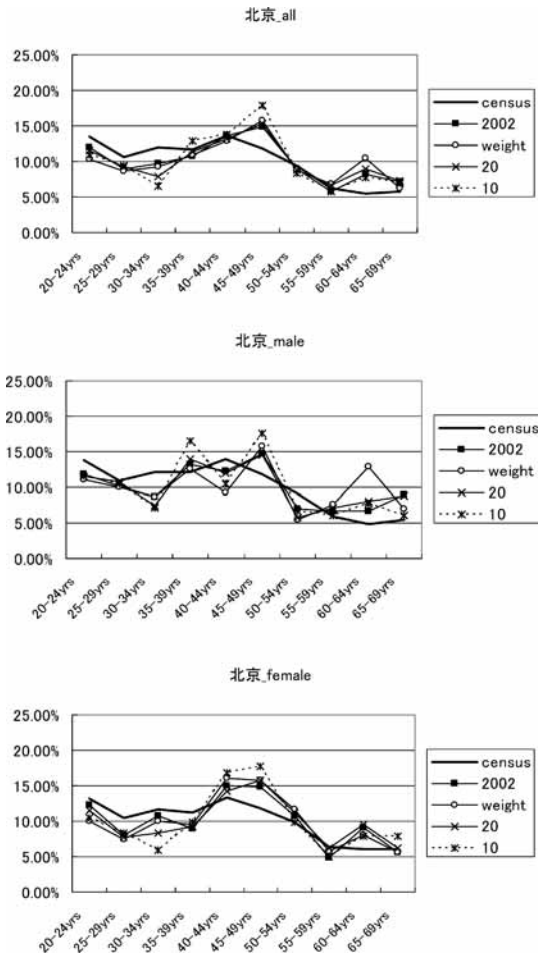 北京_all
25.00%
20.00%
15.00%
10.00%
5.00%
0.00%
20-24yrs
25-29yrs
30-34yrs
35-39yrs
40-44yrs
45-49yrs
50-54yrs
55-59yrs
60-64yrs
65-69yrs
census
2002
weight
20
10
北京_male
25.00%
20.00%
15.00%
10.00%
5.00%
0.00%
20-24yrs
25-29yrs
30-34yrs
35-39yrs
40-44yrs
45-49yrs
50-54yrs
55-59yrs
60-64yrs
65-69yrs
census
2002
weight
20
10
北京_female
25.00%
20.00%
15.00%
10.00%
5.00%
0.00%
20-24yrs
25-29yrs
30-34yrs
35-39yrs
40-44yrs
45-49yrs
50-54yrs
55-59yrs
60-64yrs
65-69yrs
census
2002
weight
20
10